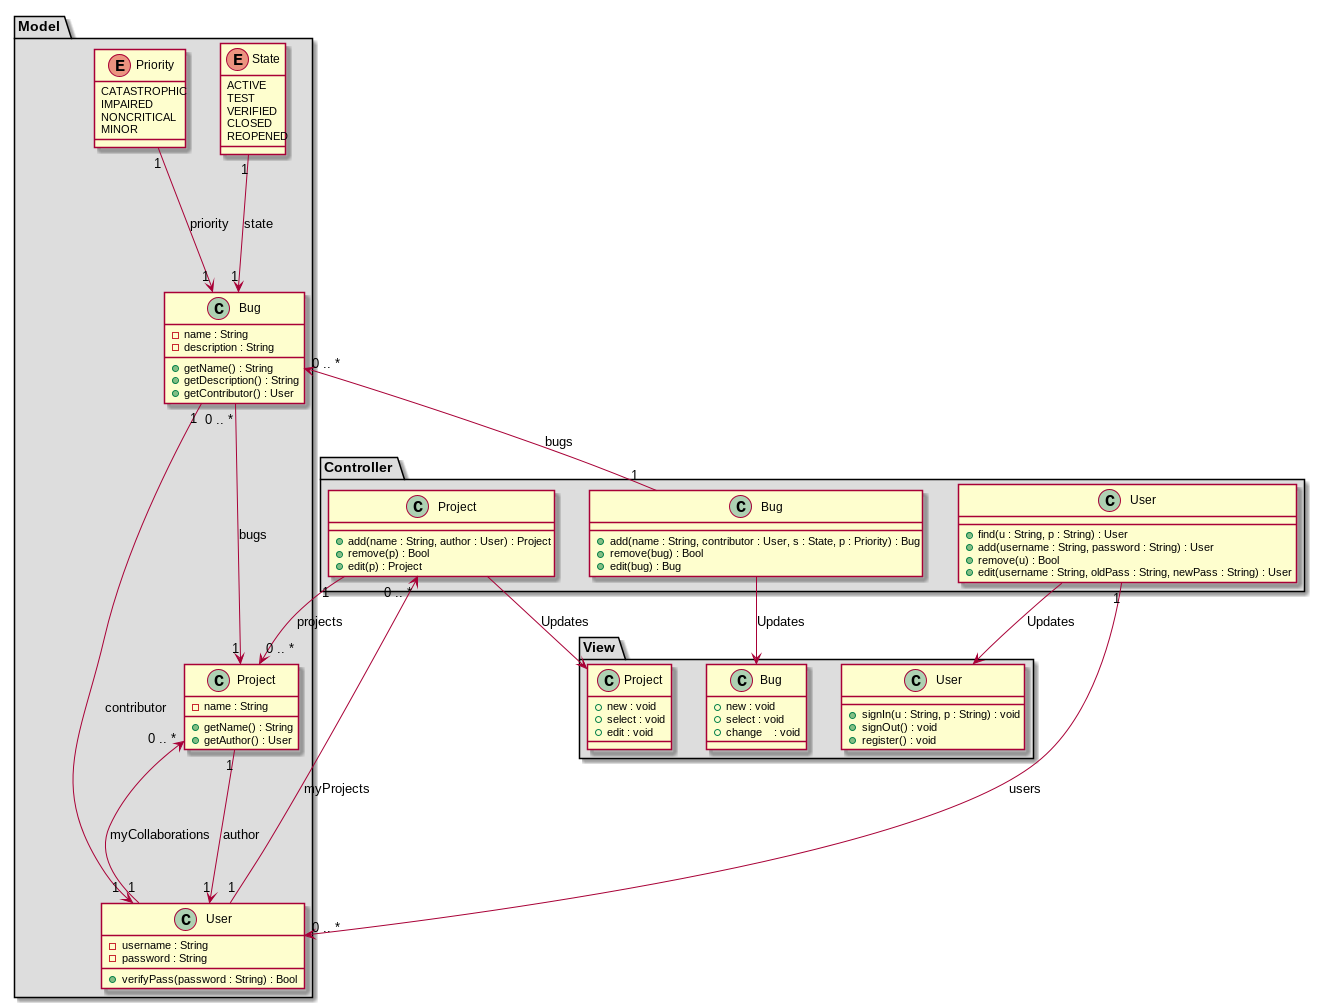 Model
E Priority
CATASTROPHIC
IMPAIRED
NONCRITICAL
MINOR
E State
ACTIVE
TEST
VERIFIED
CLOSED
REOPENED
1
1
priority
state
1
1
C Bug
name : String
description : String
getName() : String
getDescription() : String
getContributor() : User
0 .. *
1
0 .. *
bugs
1
Controller
C Project
add(name : String, author : User) : Project
remove(p) : Bool
edit(p) : Project
C Bug
add(name : String, contributor : User, s : State, p : Priority) : Bug
remove(bug) : Bool
edit(bug) : Bug
C User
find(u : String, p : String) : User
add(username : String, password : String) : User
remove(u) : Bool
edit(username : String, oldPass : String, newPass : String) : User
bugs
1
0 .. *
1
projects
Updates
Updates
Updates
1
0 .. *
View
C Project
new : void
select : void
edit : void
C Bug
new : void
select : void
change : void
C User
signIn(u : String, p : String) : void
signOut() : void
register() : void
C Project
name : String
getName() : String
getAuthor() : User
contributor
0 .. *
1
myProjects
users
myCollaborations
author
1
1
1
1
0 .. *
C User
username : String
password : String
verifyPass(password : String) : Bool